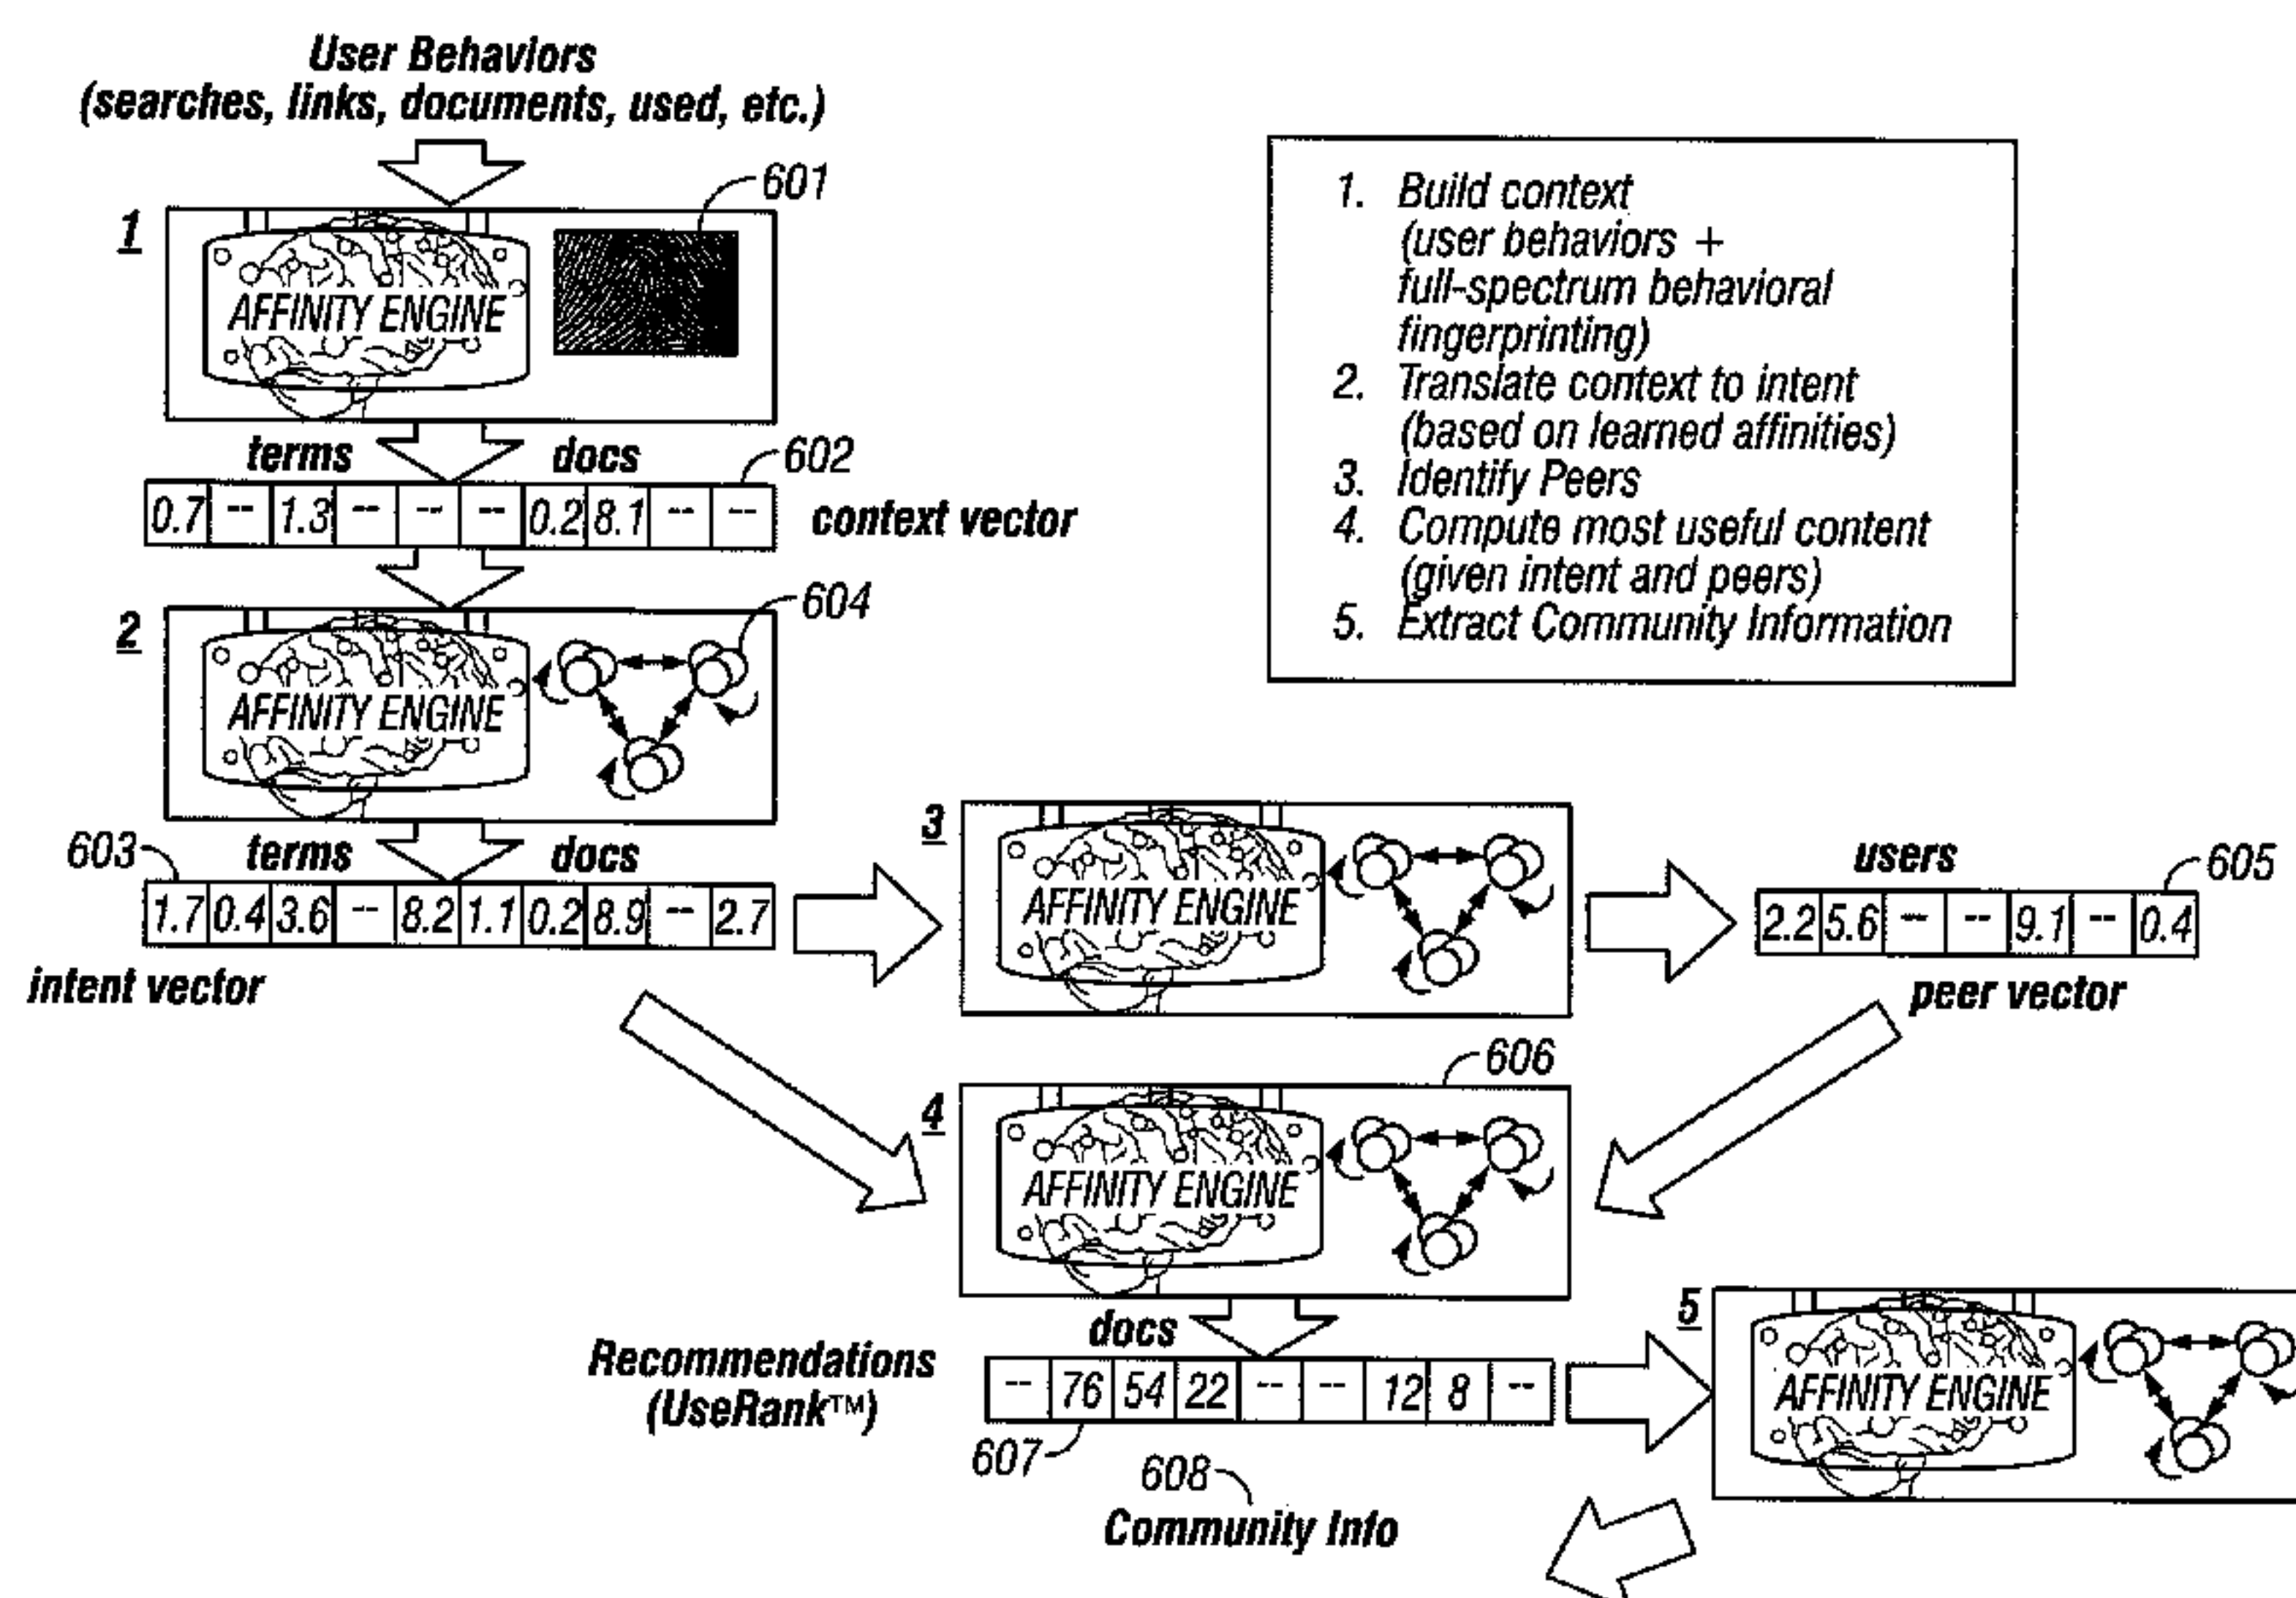 User Behaviors
(searches, links, documents, used, etc.)
601
1
AFFINITY ENGINE
terms docs
602
0.7 -- 1.3 -- -- -- 0.2 8.1 -- --
context vector
604
2
AFFINITY ENGINE
603
terms docs
1.7 0.4 3.6 -- 8.2 1.1 0.2 8.9 -- 2.7
intent vector
1. Build context
(user behaviors +
full-spectrum behavioral
fingerprinting)
2. Translate context to intent
(based on learned affinities)
3. Identify Peers
4. Compute most useful content
(given intent and peers)
5. Extract Community Information
3
AFFINITY ENGINE
users
605
2.2 5.6 -- -- 9.1 -- 0.4
peer vector
606
4
AFFINITY ENGINE
docs
Recommendations
(UseRank™)
-- 76 54 22 -- -- 12 8 --
607
5
AFFINITY ENGINE
608
Community Info